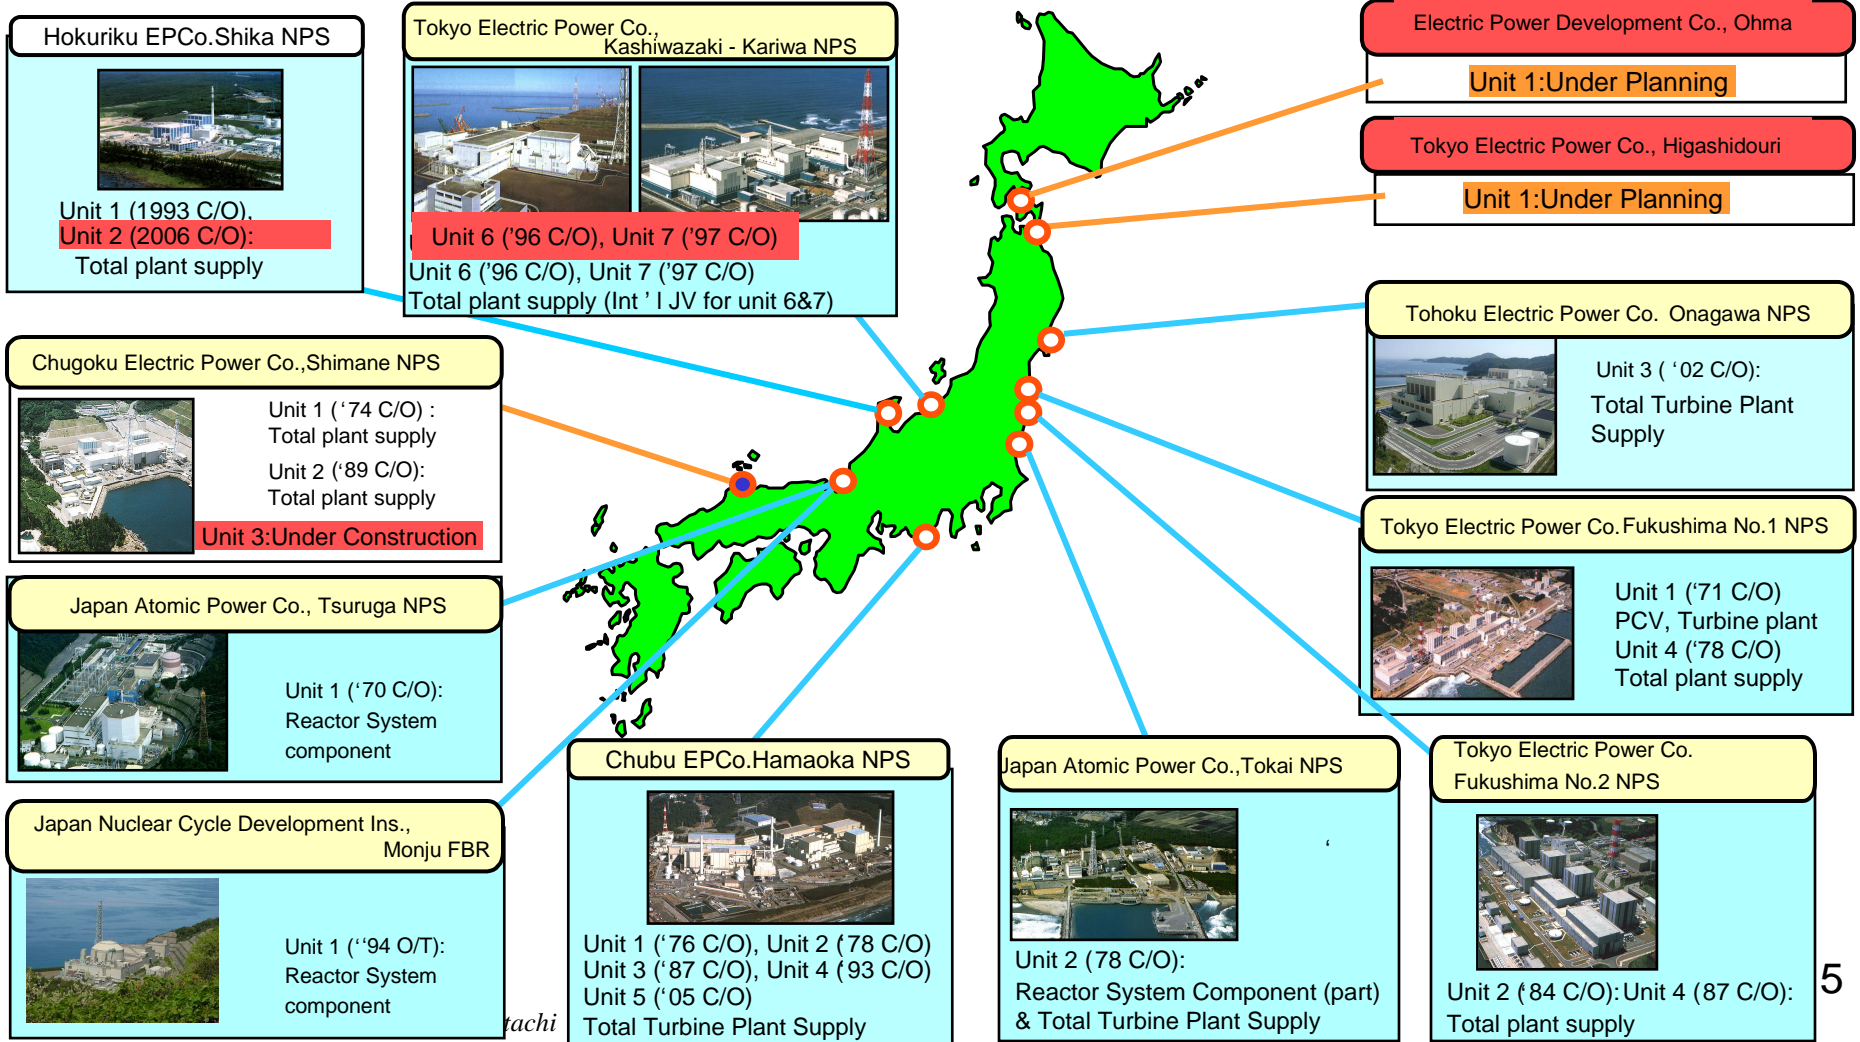 Hokuriku EPCo.Shika NPS
Unit 1 (1993 C/O),
Unit 2 (2006 C/O):
Total plant supply
Tokyo Electric Power Co.,
Kashiwazaki - Kariwa NPS
Unit 6 ('96 C/O), Unit 7 ('97 C/O)
Unit 6 ('96 C/O), Unit 7 ('97 C/O)
Total plant supply (Int ' l JV for unit 6&7)
Electric Power Development Co., Ohma
Unit 1:Under Planning
Tokyo Electric Power Co., Higashidouri
Unit 1:Under Planning
Tohoku Electric Power Co. Onagawa NPS
Unit 3 ( '02 C/O):
Total Turbine Plant
Supply
Chugoku Electric Power Co.,Shimane NPS
Unit 1 ('74 C/O) :
Total plant supply
Unit 2 ('89 C/O):
Total plant supply
Unit 3:Under Construction
Tokyo Electric Power Co. Fukushima No.1 NPS
Unit 1 ('71 C/O)
PCV, Turbine plant
Unit 4 ('78 C/O)
Total plant supply
Japan Atomic Power Co., Tsuruga NPS
Unit 1 ('70 C/O):
Reactor System
component
Japan Nuclear Cycle Development Ins.,
Monju FBR
Unit 1 (''94 O/T):
Reactor System
component
Chubu EPCo.Hamaoka NPS
Unit 1 ('76 C/O), Unit 2 ('78 C/O)
Unit 3 ('87 C/O), Unit 4 ('93 C/O)
Unit 5 ('05 C/O)
Total Turbine Plant Supply
Japan Atomic Power Co.,Tokai NPS
'
Unit 2 (78 C/O):
Reactor System Component (part)
& Total Turbine Plant Supply
Tokyo Electric Power Co.
Fukushima No.2 NPS
Unit 2 ('84 C/O): Unit 4 (87 C/O):
Total plant supply
tachi
5